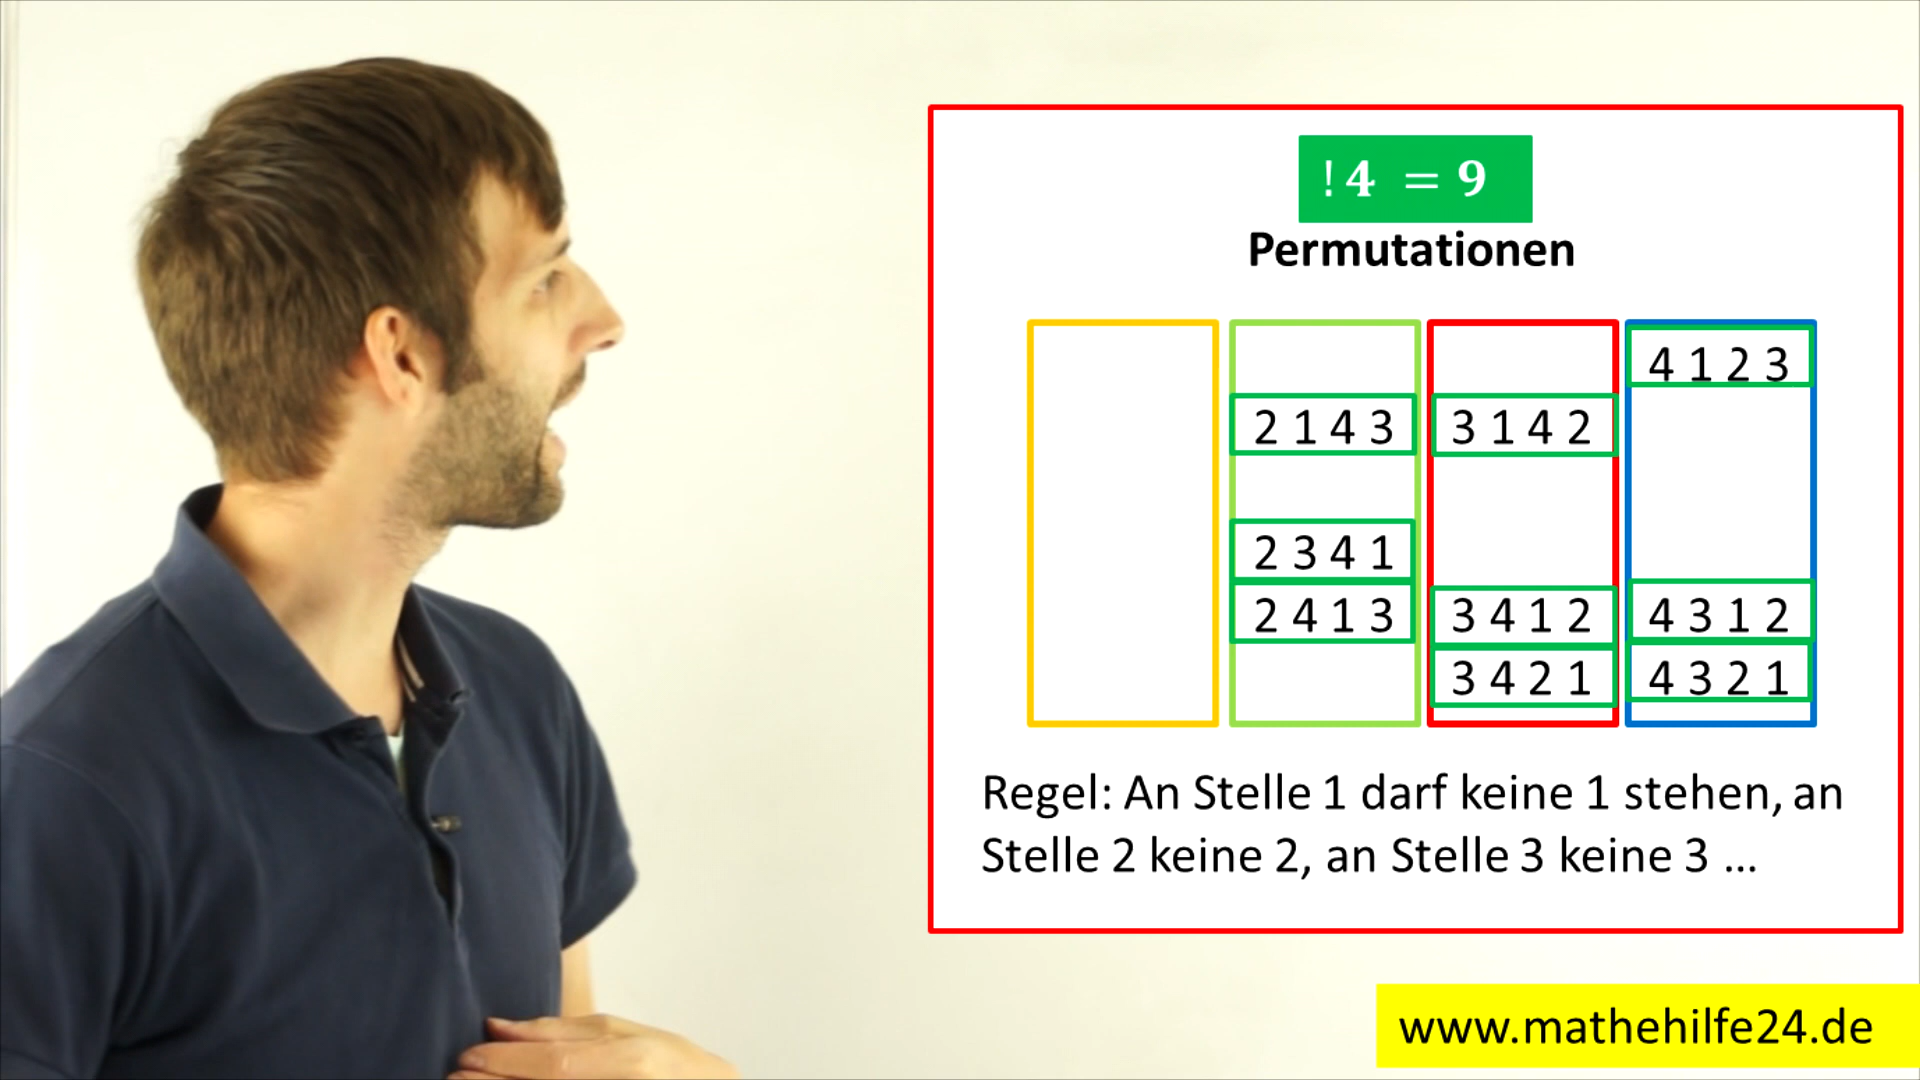 !4 = 9
Permutationen
4 1 2 3
2 1 4 3 3 1 4 2
2 3 4 1
2 4 1 3 3 4 1 2 4 3 1 2
3 4 2 1 4 3 2 1
Regel: An Stelle 1 darf keine 1 stehen, an
Stelle 2 keine 2, an Stelle 3 keine 3 ...
www.mathehilfe24.de